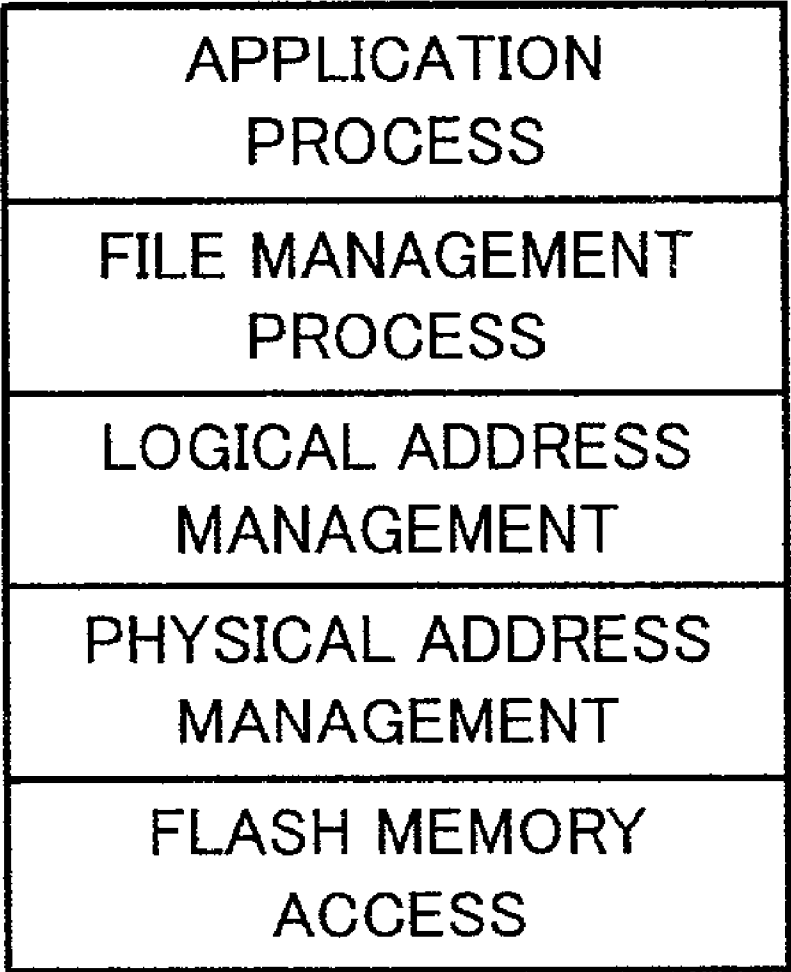 APPLICATION
PROCESS
FILE MANAGEMENT
PROCESS
LOGICAL ADDRESS
MANAGEMENT
PHYSICAL ADDRESS
MANAGEMENT
FLASH MEMORY
ACCESS